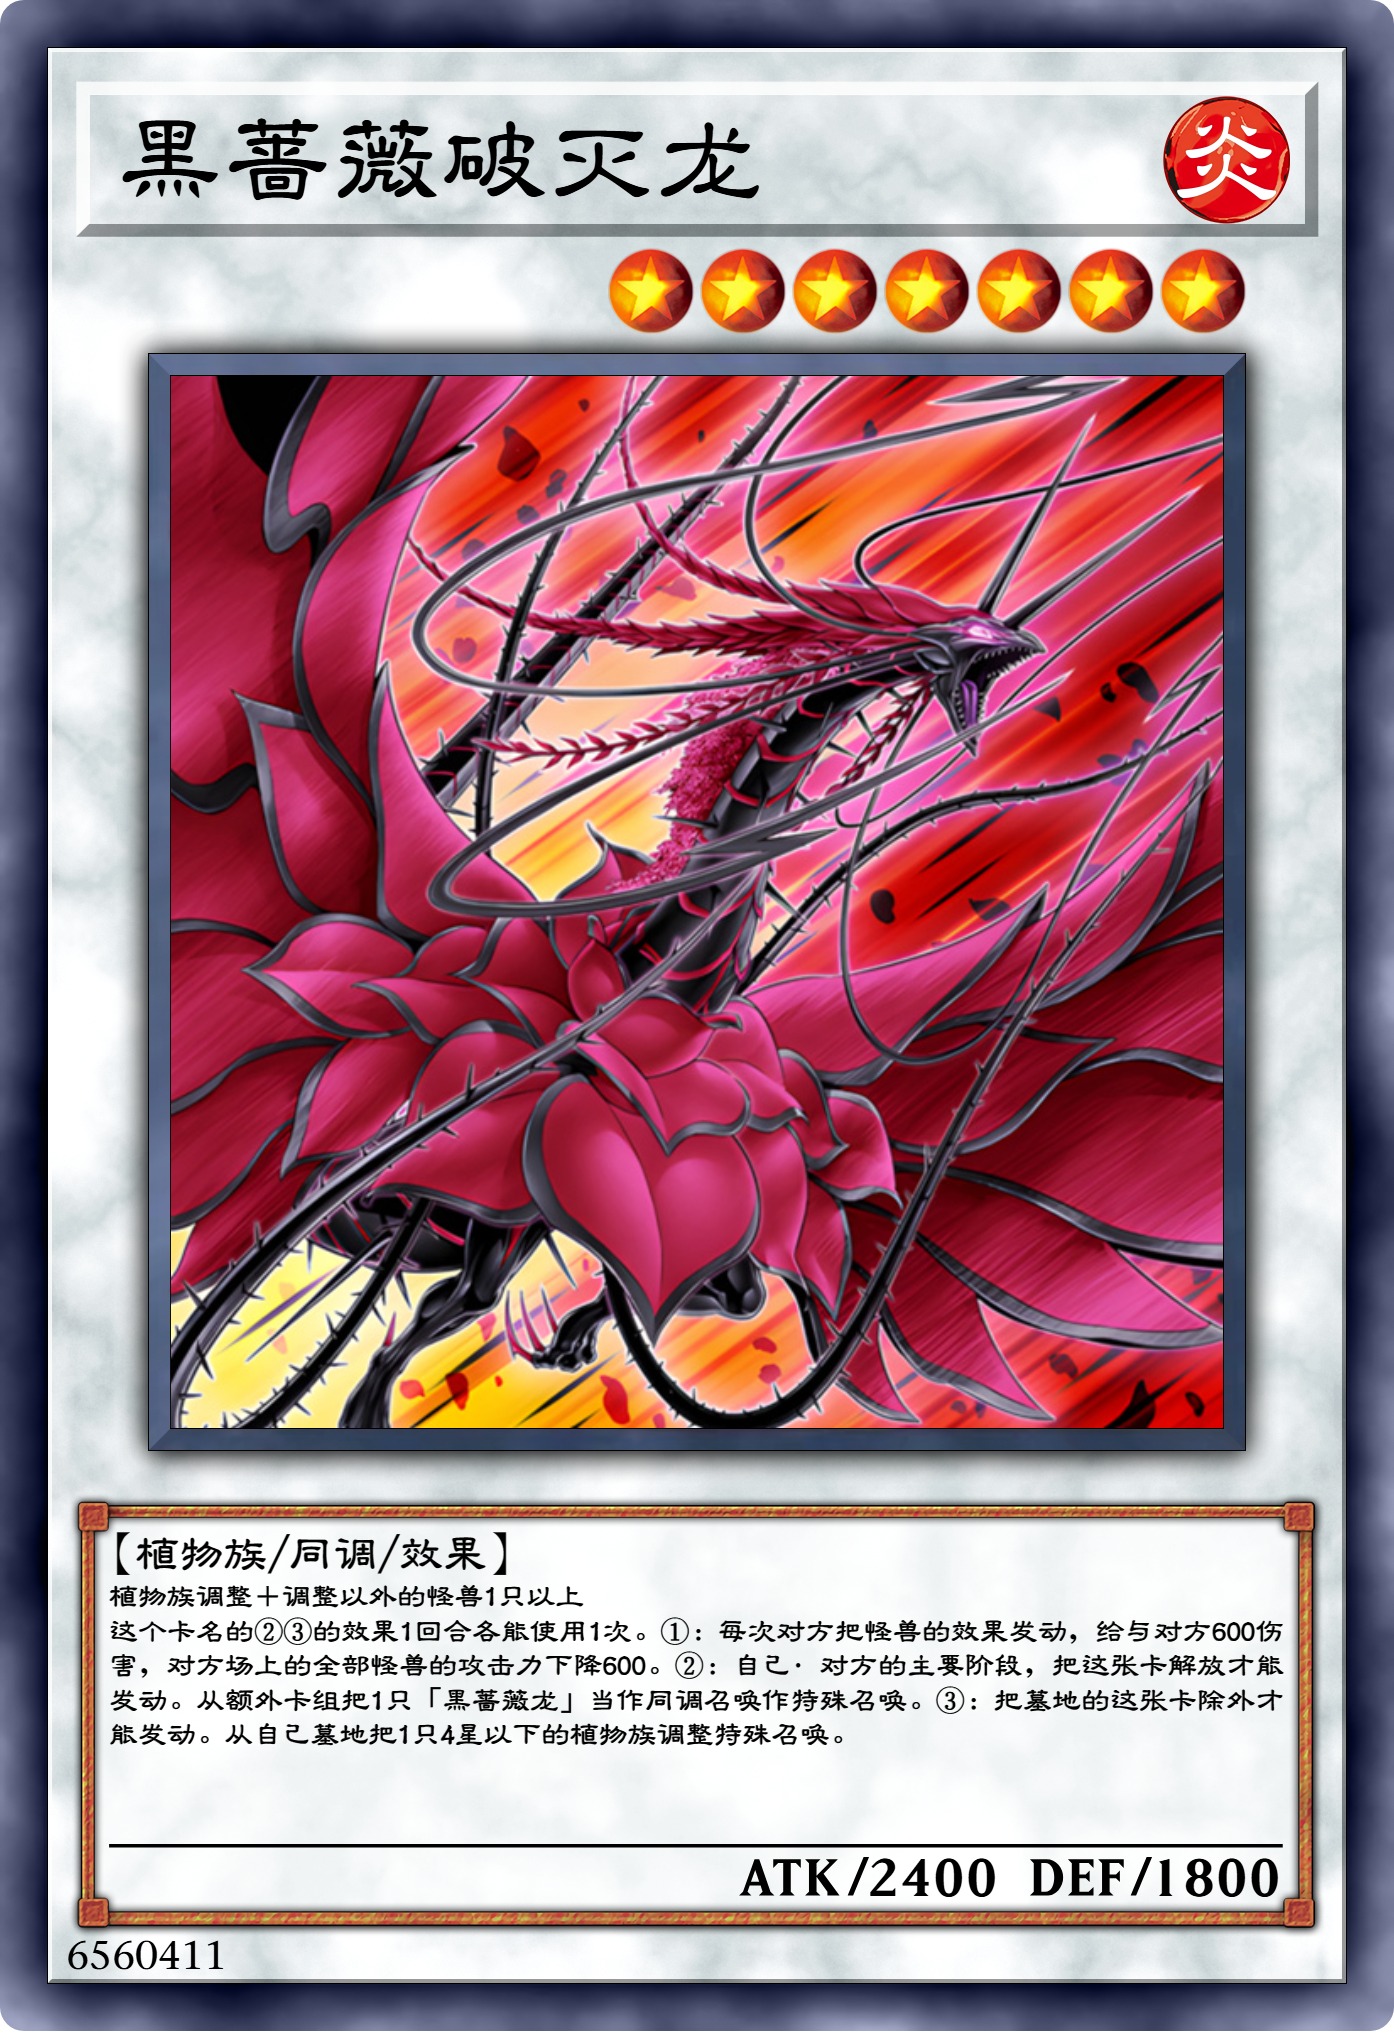 黑蔷薇破灭龙
炎
【植物族/同调/效果】
植物族调整＋调整以外的怪兽1只以上
这个卡名的②③的效果1回合各能使用1次。①：每次对方把怪兽的效果发动，给与对方600伤
害，对方场上的全部怪兽的攻击力下降600。②：自己·对方的主要阶段，把这张卡解放才能
发动。从额外卡组把1只「黑蔷薇龙」当作同调召唤作特殊召唤。③：把墓地的这张卡除外才
能发动。从自己墓地把1只4星以下的植物族调整特殊召唤。
ATK/2400 DEF/1800
6560411